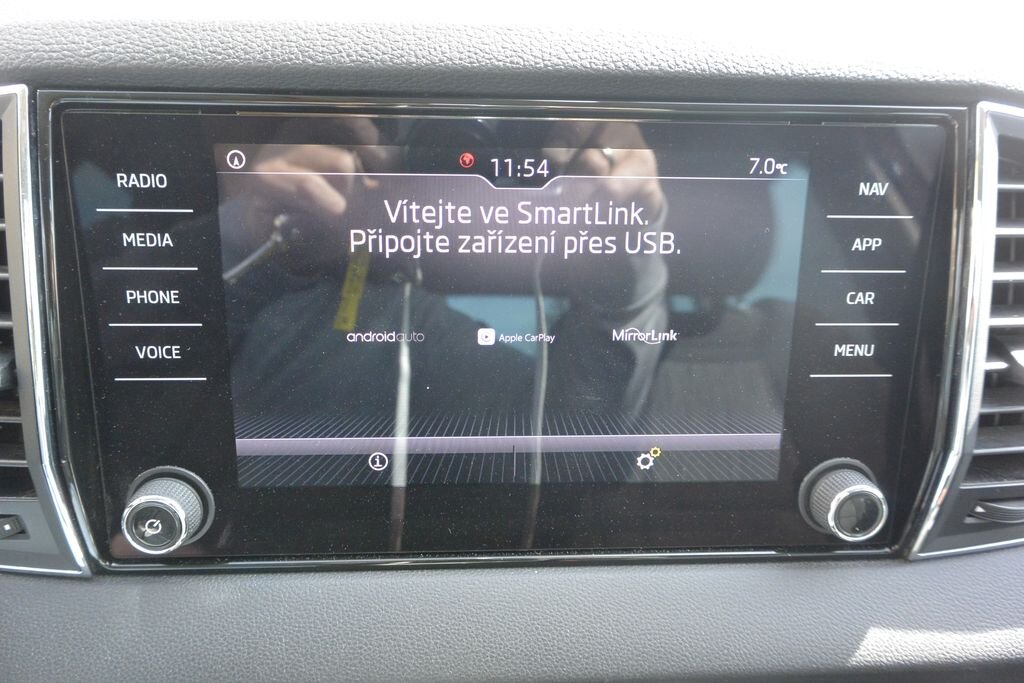 11:54
7.0°C
RADIO
MEDIA
PHONE
VOICE
Vítejte ve SmartLink.
Připojte zařízení přes USB.
androidauto
Apple CarPlay
MirrorLink
NAV
APP
CAR
MENU